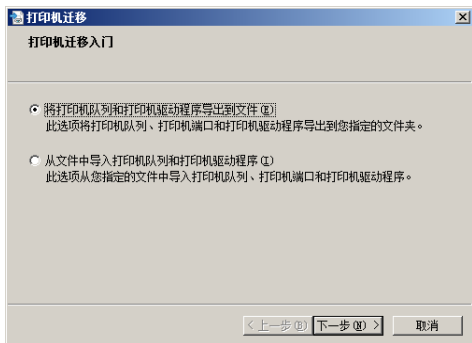 打印机迁移
打印机迁移入门
将打印机队列和打印机驱动程序导出到文件(E)
此选项将打印机队列、打印机端口和打印机驱动程序导出到您指定的文件夹。
从文件中导入打印机队列和打印机驱动程序(I)
此选项从您指定的文件中导入打印机队列、打印机端口和打印机驱动程序。
< 上一步(B) 下一步(N) > 取消